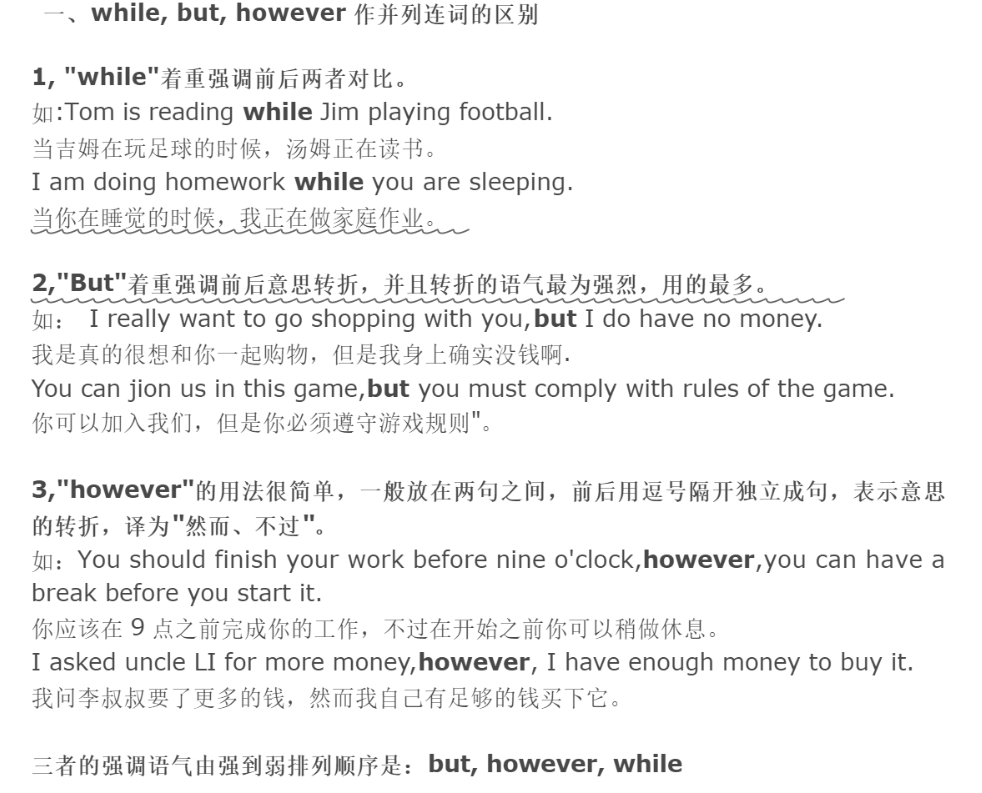 一、while, but, however 作并列连词的区别
1, "while"着重强调前后两者对比。
如:Tom is reading while Jim playing football.
当吉姆在玩足球的时候，汤姆正在读书。
I am doing homework while you are sleeping.
当你在睡觉的时候，我正在做家庭作业。
2,"But"着重强调前后意思转折，并且转折的语气最为强烈，用的最多。
如： I really want to go shopping with you,but I do have no money.
我是真的很想和你一起购物，但是我身上确实没钱啊.
You can jion us in this game,but you must comply with rules of the game.
你可以加入我们，但是你必须遵守游戏规则"。
3,"however"的用法很简单，一般放在两句之间，前后用逗号隔开独立成句，表示意思
的转折，译为"然而、不过"。
如：You should finish your work before nine o'clock,however,you can have a
break before you start it.
你应该在 9 点之前完成你的工作，不过在开始之前你可以稍做休息。
I asked uncle LI for more money,however, I have enough money to buy it.
我问李叔叔要了更多的钱，然而我自己有足够的钱买下它。
三者的强调语气由强到弱排列顺序是：but, however, while